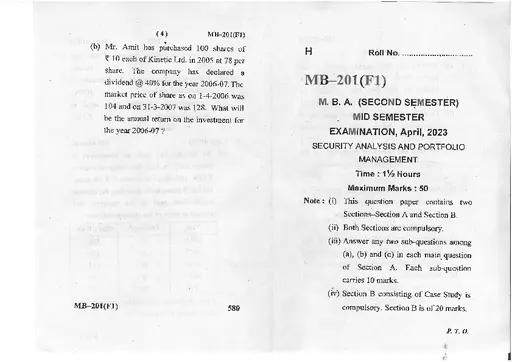 ( 4 ) MB-201(F1)
(b) Mr. Amit has purchased 100 shares of
₹ 10 each of Kinetic Ltd. in 2005 at 78 per
share. The company has declared a
dividend @ 40% for the year 2006-07. The
market price of share as on 1-4-2006 was
104 and on 31-3-2007 was 128. What will
be the annual return on the investment for
the year 2006-07 ?
MB-201(F1) 580
H Roll No. ............................
MB-201(F1)
M. B. A. (SECOND SEMESTER)
MID SEMESTER
EXAMINATION, April, 2023
SECURITY ANALYSIS AND PORTFOLIO
MANAGEMENT
Time : 1½ Hours
Maximum Marks : 50
Note : (i) This question paper contains two
Sections–Section A and Section B.
(ii) Both Sections are compulsory.
(iii) Answer any two sub-questions among
(a), (b) and (c) in each main question
of Section A. Each sub-question
carries 10 marks.
(iv) Section B consisting of Case Study is
compulsory. Section B is of 20 marks.
P. T. O.